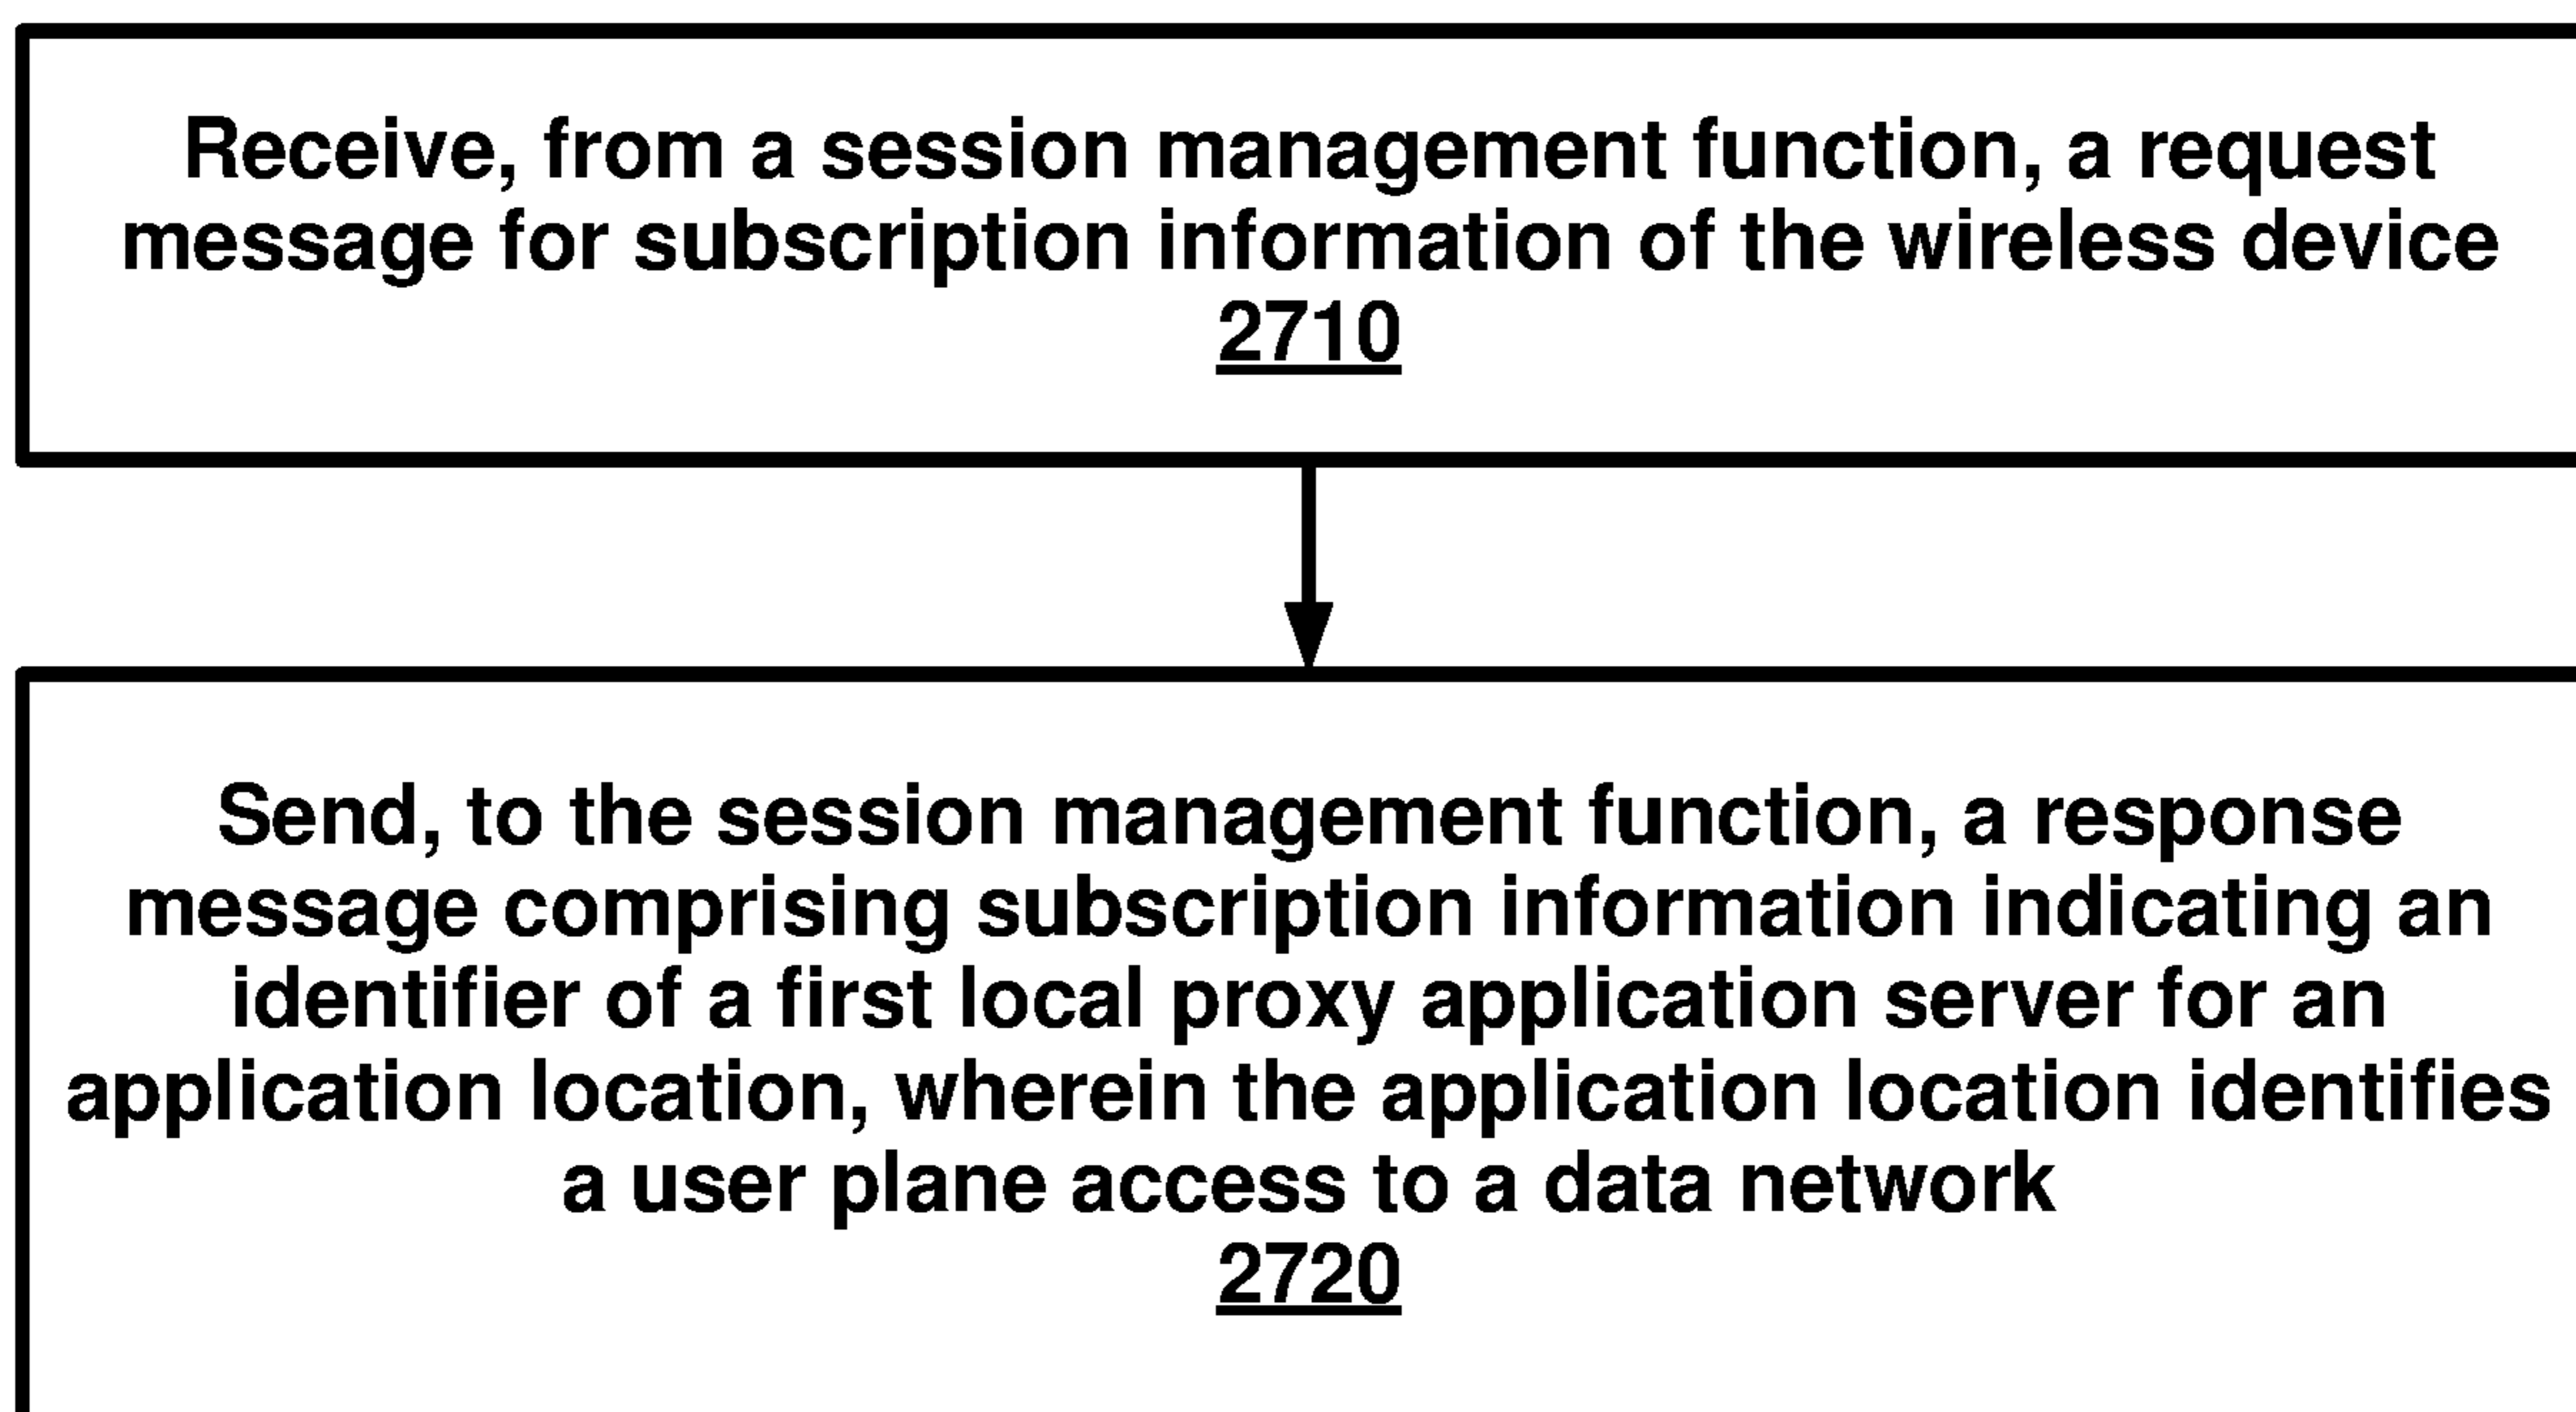 Receive, from a session management function, a request
message for subscription information of the wireless device
2710
Send, to the session management function, a response
message comprising subscription information indicating an
identifier of a first local proxy application server for an
application location, wherein the application location identifies
a user plane access to a data network
2720